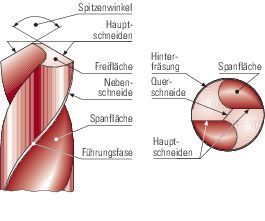 Spitzenwinkel
Haupt-
schneiden
Freifläche
Neben-
schneide
Spanfläche
Führungsfase
Hinter-
fräsung
Spanfläche
Quer-
schneide
Haupt-
schneiden